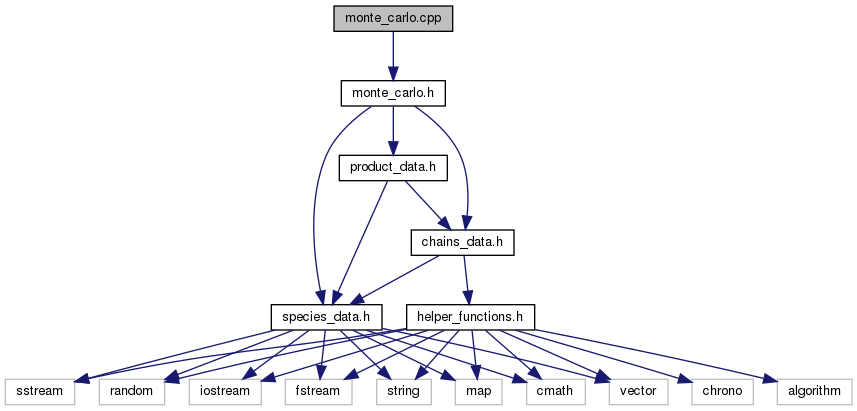 monte_carlo.cpp
monte_carlo.h
product_data.h
chains_data.h
species_data.h
helper_functions.h
sstream
random
iostream
fstream
string
map
cmath
vector
chrono
algorithm